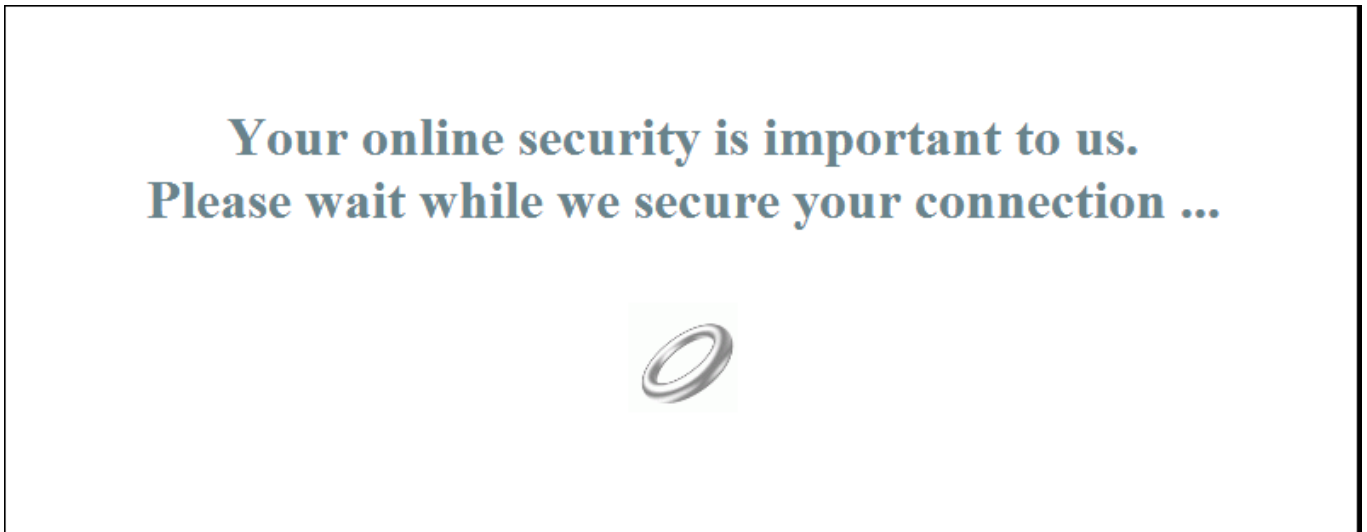 Your online security is important to us.
Please wait while we secure your connection ...